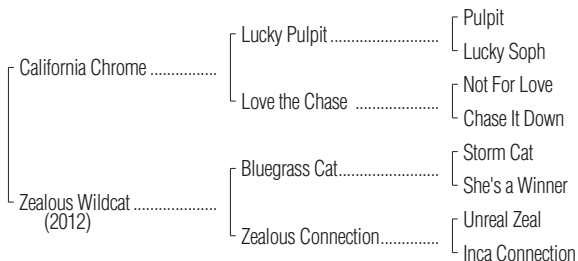 Pulpit
Lucky Pulpit ..............................
Lucky Soph
California Chrome ................
Not For Love
Love the Chase ....................
Chase It Down
Storm Cat
Bluegrass Cat............................
She's a Winner
Zealous Wildcat ....................
(2012)
Unreal Zeal
Zealous Connection................
Inca Connection